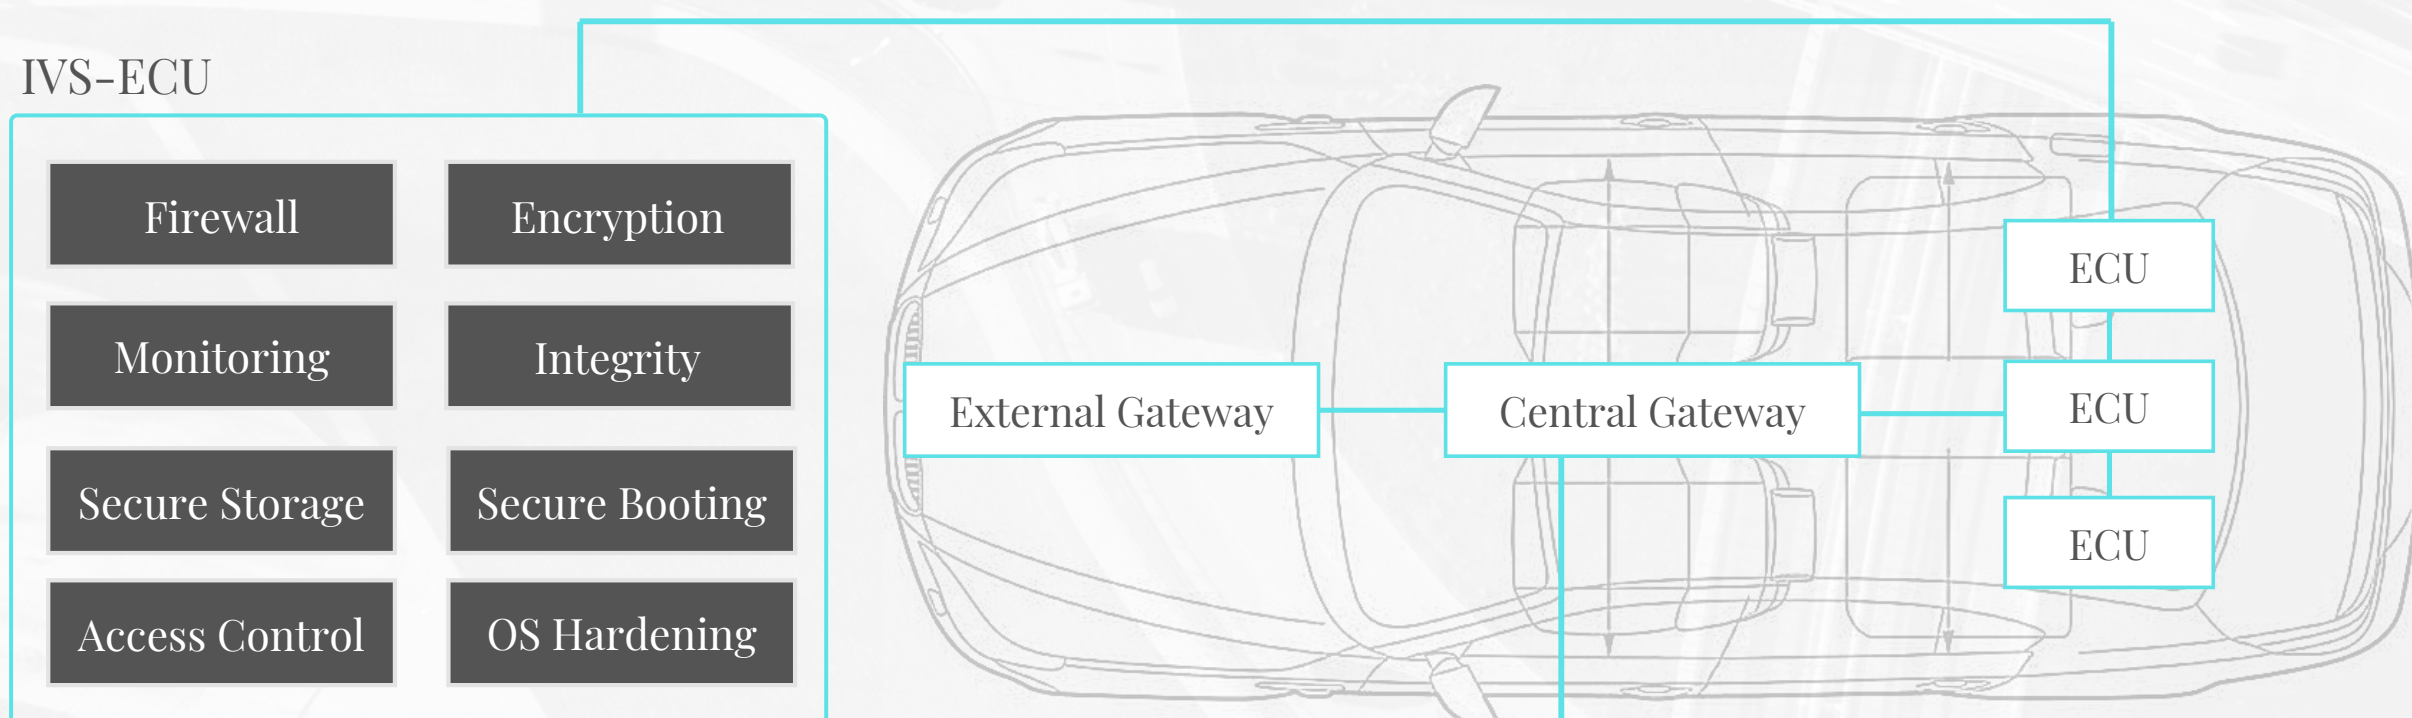 IVS-ECU
Firewall
Encryption
Monitoring
Integrity
Secure Storage
Secure Booting
Access Control
OS Hardening
External Gateway
Central Gateway
ECU
ECU
ECU